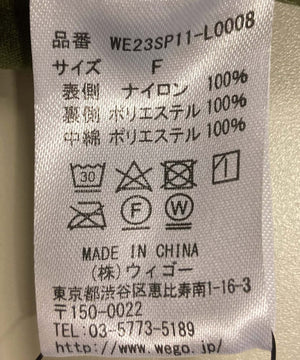 品番 WE23SP11-L0008
サイズ F
表側 ナイロン 100%
裏側 ポリエステル 100%
中綿 ポリエステル 100%
30
F W
MADE IN CHINA
(株)ウィゴー
東京都渋谷区恵比寿南1-16-3
〒150-0022
TEL: 03-5773-5189
http://www.wego.jp/